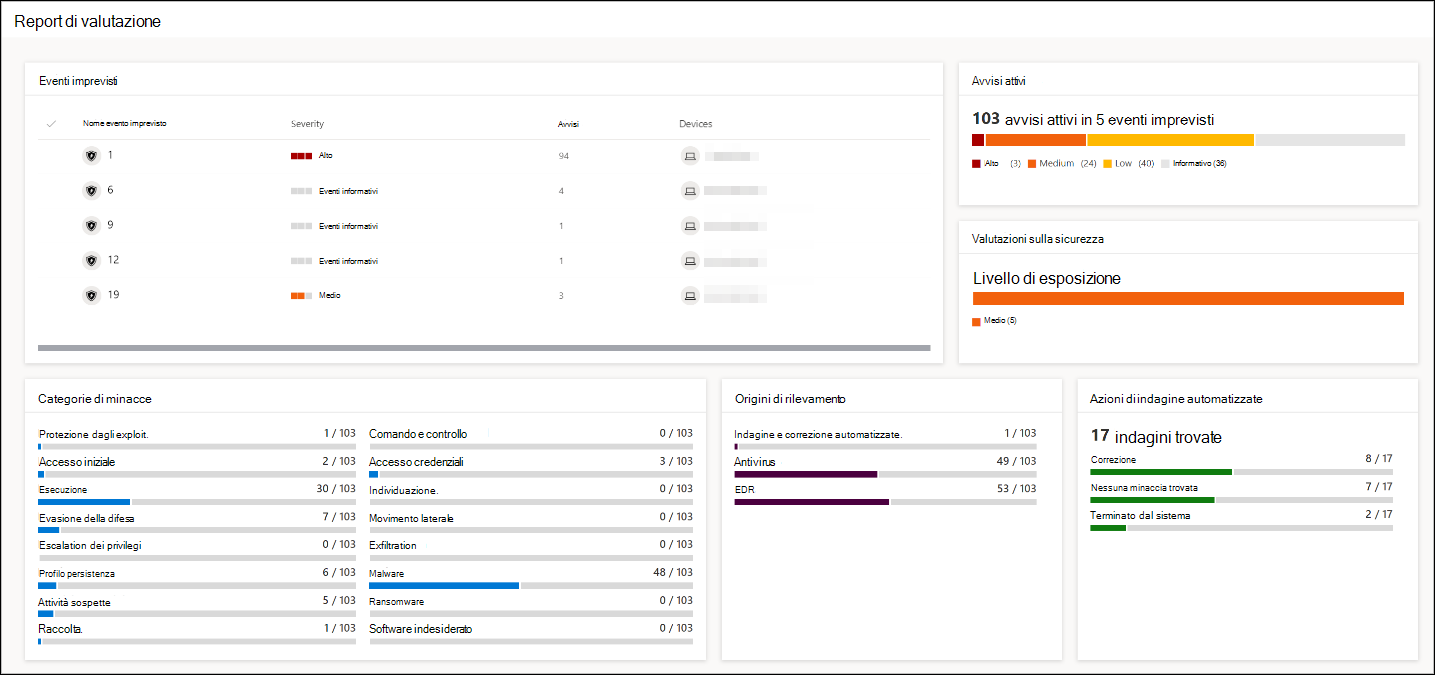 Report di valutazione
Eventi imprevisti
Nome evento imprevisto Severity Avvisi Devices
1 Alto 94
6 Eventi informativi 4
9 Eventi informativi 1
12 Eventi informativi 1
19 Medio 3
Avvisi attivi
103 avvisi attivi in 5 eventi imprevisti
Alto (3) Medium (24) Low (40) Informativo (36)
Valutazioni sulla sicurezza
Livello di esposizione
Medio (5)
Categorie di minacce
Protezione dagli exploit. 1 / 103 Comando e controllo 0 / 103
Accesso iniziale 2 / 103 Accesso credenziali 3 / 103
Esecuzione 30 / 103 Individuazione. 0 / 103
Evasione della difesa 7 / 103 Movimento laterale 0 / 103
Escalation dei privilegi 0 / 103 Exfiltration 0 / 103
Profilo persistenza 6 / 103 Malware 48 / 103
Attività sospette 5 / 103 Ransomware 0 / 103
Raccolta. 1 / 103 Software indesiderato 0 / 103
Origini di rilevamento
Indagine e correzione automatizzate. 1 / 103
Antivirus 49 / 103
EDR 53 / 103
Azioni di indagine automatizzate
17 indagini trovate
Correzione 8 / 17
Nessuna minaccia trovata 7 / 17
Terminato dal sistema 2 / 17